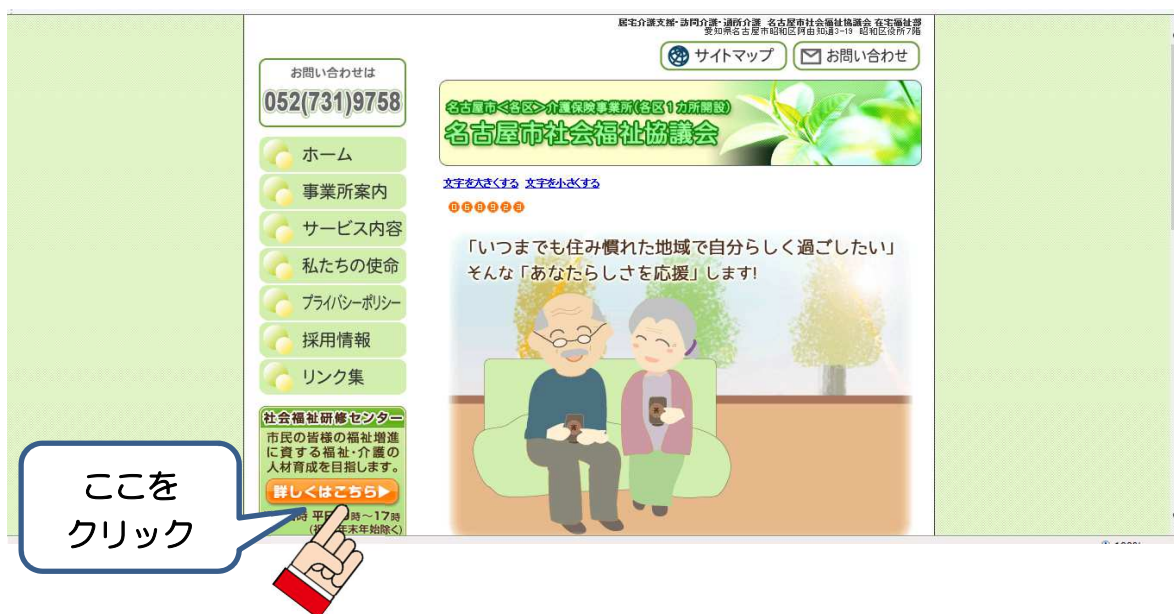 居宅介護支援・訪問介護・通所介護 名古屋市社会福祉協議会 在宅福祉部
愛知県名古屋市昭和区阿由知通3-19 昭和区役所7階
サイトマップ
お問い合わせ
お問い合わせは
052(731)9758
ホーム
事業所案内
サービス内容
私たちの使命
プライバシーポリシー
採用情報
リンク集
社会福祉研修センター
市民の皆様の福祉増進
に資する福祉・介護の
人材育成を目指します。
詳しくはこちら▶
時 平日 時~17時
年末年始除く)
ここを
クリック
名古屋市<各区>介護保険事業所(各区1カ所開設)
名古屋市社会福祉協議会
文字を大きくする 文字を小さくする
「いつまでも住み慣れた地域で自分らしく過ごしたい」
そんな「あなたらしさを応援」します!